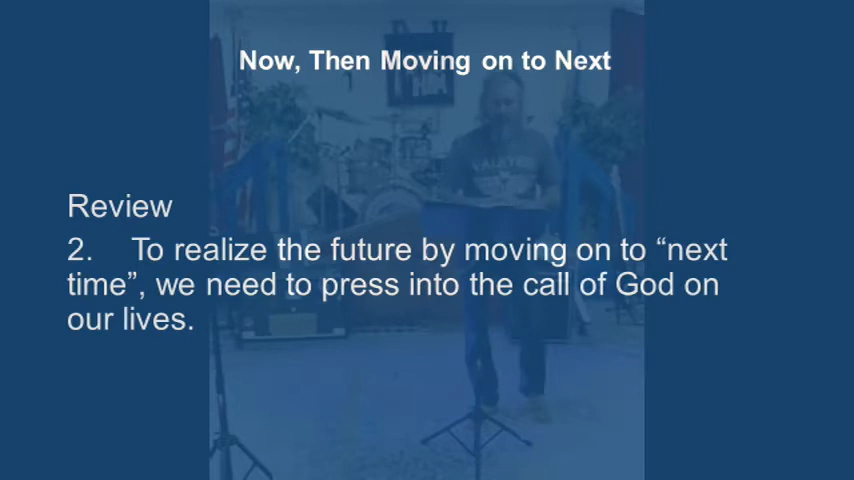 Now, Then Moving on to Next
Review
2. To realize the future by moving on to “next
time”, we need to press into the call of God on
our lives.